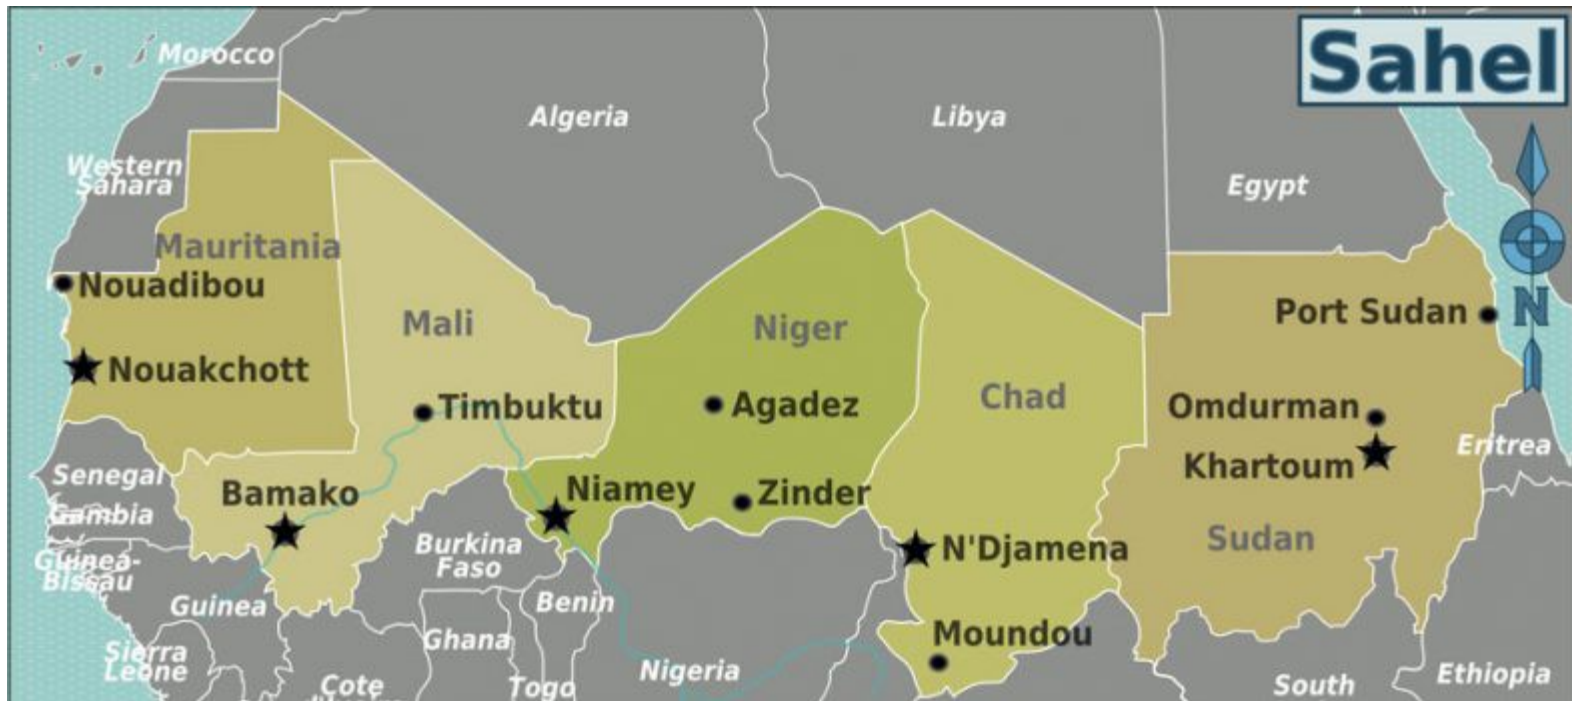 Sahel
Morocco
Algeria
Libya
Western
Sahara
Egypt
Mauritania
Nouadibou
Mali
Niger
Port Sudan
N
Nouakchott
Chad
Timbuktu
Agadez
Omdurman
Eritrea
Senegal
Khartoum
Bamako
Niamey
Zinder
Gambia
Sudan
Burkina
Faso
N'Djamena
Guinea-
Bissau
Guinea
Benin
Ghana
Moundou
Sierra
Leone
Nigeria
Ethiopia
Cote
Togo
South